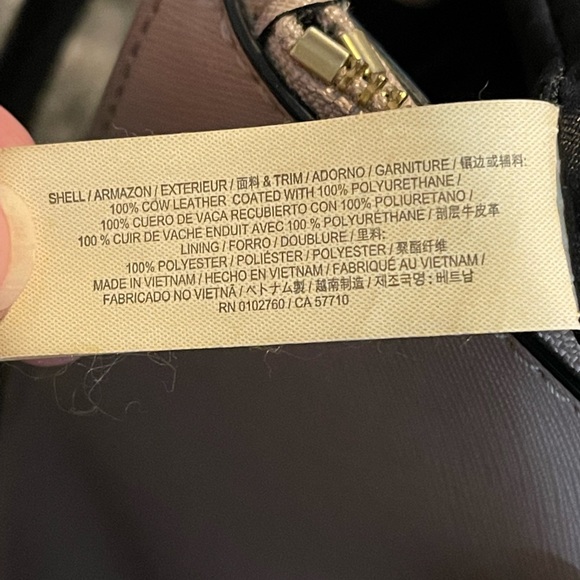 SHELL / ARMAZON / EXTERIEUR / 面料 & TRIM / ADORNO / GARNITURE / 镶边或辅料:
100% COW LEATHER COATED WITH 100% POLYURETHANE /
100% CUERO DE VACA RECUBIERTO CON 100% POLIURETANO /
100 % CUIR DE VACHE ENDUIT AVEC 100 % POLYURÉTHANE / 剖层牛皮革
LINING / FORRO / DOUBLURE / 里料:
100% POLYESTER / POLIÉSTER / POLYESTER / 聚酯纤维
MADE IN VIETNAM / HECHO EN VIETNAM / FABRIQUÉ AU VIETNAM /
FABRICADO NO VIETNÃ / ベトナム製 / 越南制造 / 제조국명 : 베트남
RN 0102760 / CA 57710